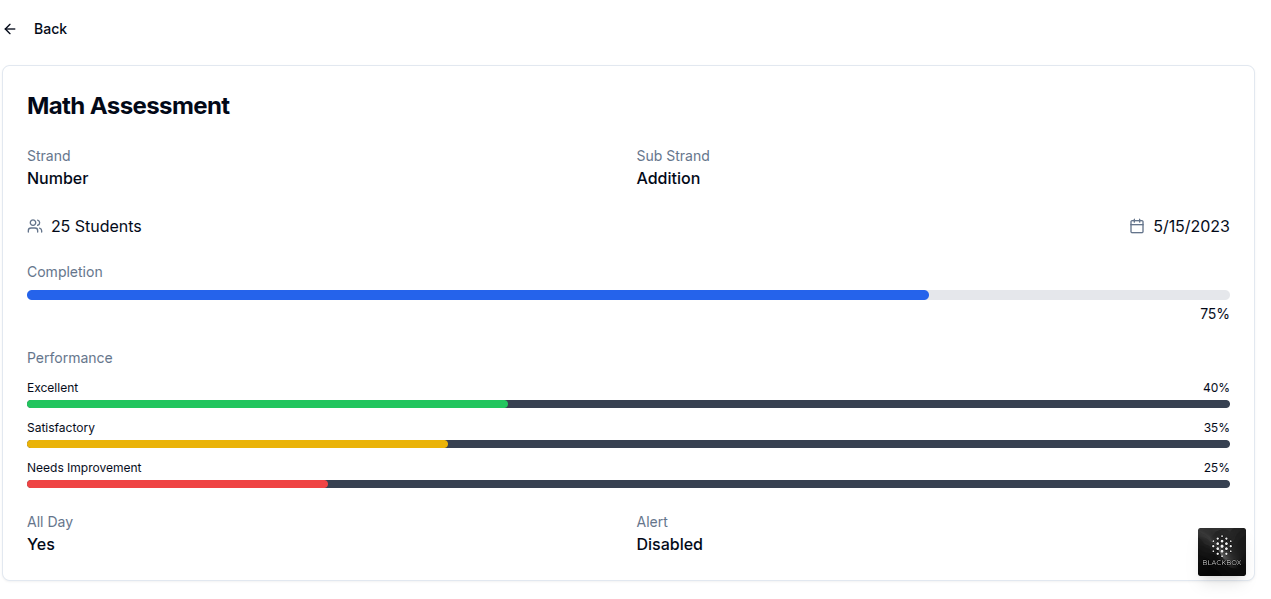 Back
Math Assessment
Strand
Sub Strand
Number
Addition
25 Students
5/15/2023
Completion
75%
Performance
Excellent
40%
Satisfactory
35%
Needs Improvement
25%
All Day
Alert
Yes
Disabled
BLACKBOX